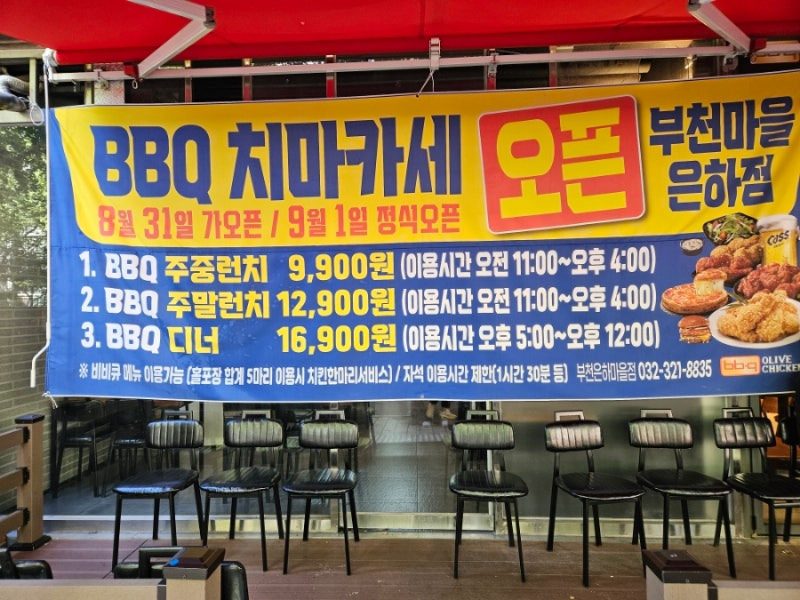 BBQ 치마카세 오픈 부천마을
은하점
8월 31일 가오픈 / 9월 1일 정식오픈
1. BBQ 주중런치 9,900원 (이용시간 오전 11:00~오후 4:00)
2. BBQ 주말런치 12,900원 (이용시간 오전 11:00~오후 4:00)
3. BBQ 디너 16,900원 (이용시간 오후 5:00~오후 12:00)
※ 비비큐 메뉴 이용가능 (홀포장 합계 5마리 이용시 치킨한마리서비스) / 좌석 이용시간 제한(1시간 30분 등) 부천은하마을점 032-321-8835
Cass
bb.q OLIVE
CHICKEN